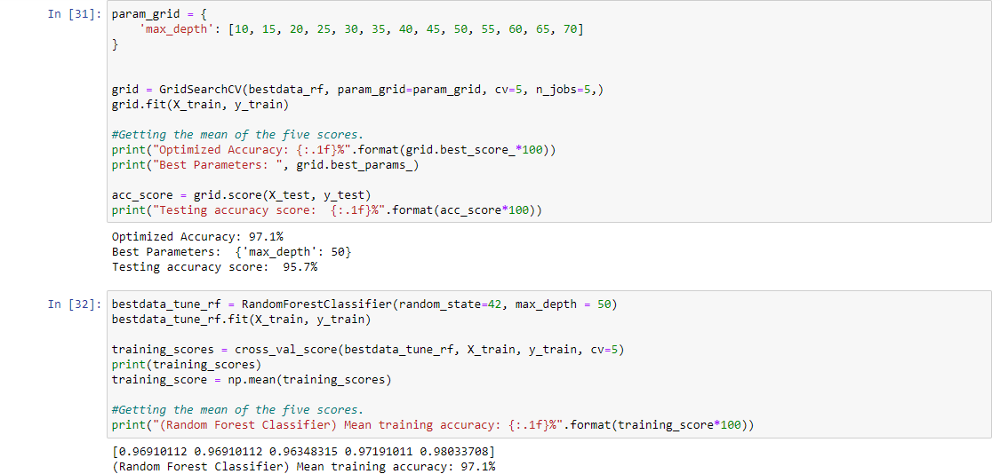 In [31]: param_grid = {
    'max_depth': [10, 15, 20, 25, 30, 35, 40, 45, 50, 55, 60, 65, 70]
}
grid = GridSearchCV(bestdata_rf, param_grid=param_grid, cv=5, n_jobs=5,)
grid.fit(X_train, y_train)
#Getting the mean of the five scores.
print("Optimized Accuracy: {:.1f}%".format(grid.best_score_*100))
print("Best Parameters: ", grid.best_params_)
acc_score = grid.score(X_test, y_test)
print("Testing accuracy score:  {:.1f}%".format(acc_score*100))
Optimized Accuracy: 97.1%
Best Parameters:  {'max_depth': 50}
Testing accuracy score:  95.7%
In [32]: bestdata_tune_rf = RandomForestClassifier(random_state=42, max_depth = 50)
bestdata_tune_rf.fit(X_train, y_train)
training_scores = cross_val_score(bestdata_tune_rf, X_train, y_train, cv=5)
print(training_scores)
training_score = np.mean(training_scores)
#Getting the mean of the five scores.
print("(Random Forest Classifier) Mean training accuracy: {:.1f}%".format(training_score*100))
[0.96910112 0.96910112 0.96348315 0.97191011 0.98033708]
(Random Forest Classifier) Mean training accuracy: 97.1%